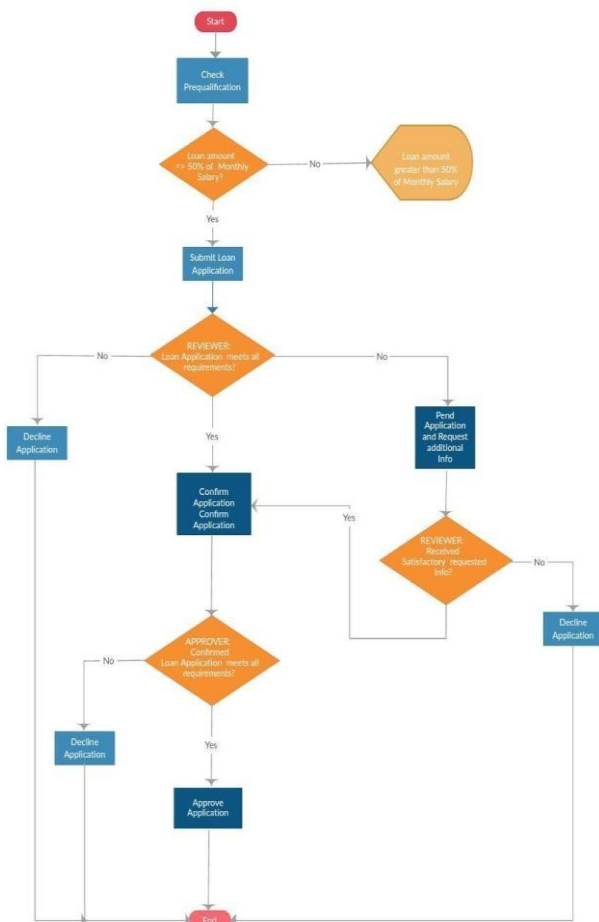 Start
Check
Prequalification
Loan amount
<= 50% of Monthly
Salary?
No
Loan amount
greater than 50%
of Monthly Salary
Yes
Submit Loan
Application
REVIEWER:
Loan Application meets all
requirements?
No
No
Decline
Application
Yes
Pend
Application
and Request
additional
Info
Confirm
Application
Confirm
Application
Yes
REVIEWER:
Received
Satisfactory requested
Info?
No
Decline
Application
APPROVER:
Confirmed
Loan Application meets all
requirements?
No
Decline
Application
Yes
Approve
Application
End